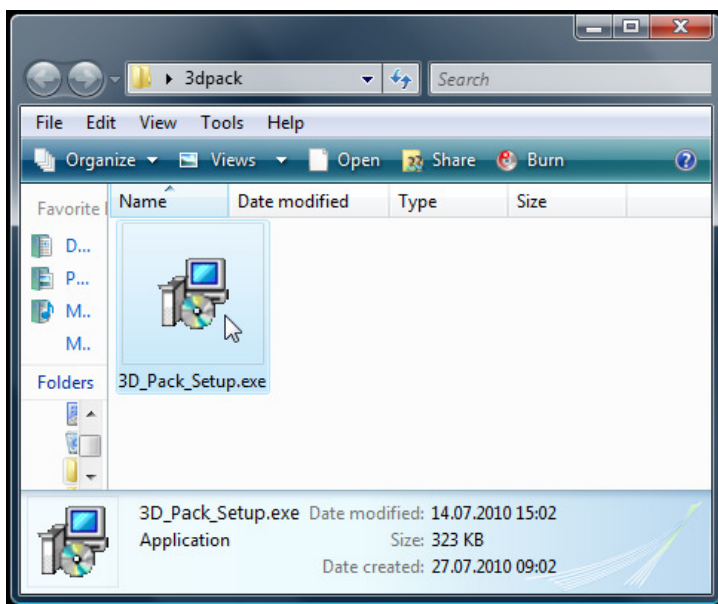 3dpack
Search
File Edit View Tools Help
Organize Views Open Share Burn
Favorite
Name Date modified Type Size
D...
P...
M..
M..
Folders
3D_Pack_Setup.exe
3D_Pack_Setup.exe Date modified: 14.07.2010 15:02
Application Size: 323 KB
Date created: 27.07.2010 09:02